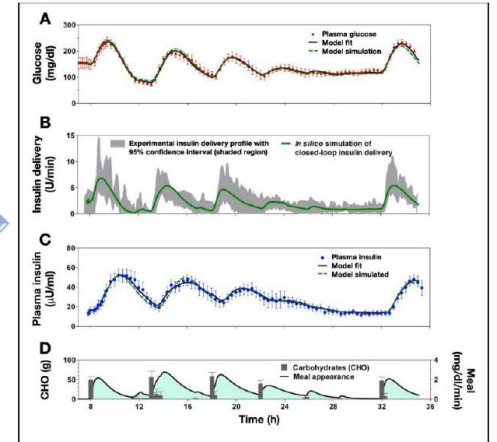 A
300
200
100
0
Glucose
(mg/dl)
Plasma glucose
Model fit
Model simulation
B
15
10
5
0
Insulin delivery
(U/min)
Experimental insulin delivery profile with
95% confidence interval (shaded region)
in silico simulation of
closed-loop insulin delivery
C
80
60
40
20
0
Plasma insulin
(μU/ml)
Plasma insulin
Model fit
Model simulated
D
100
50
0
CHO (g)
Carbohydrates (CHO)
Meal appearance
4
2
0
Meal
(mg/dl/min)
8 12 16 20 24 28 32 36
Time (h)